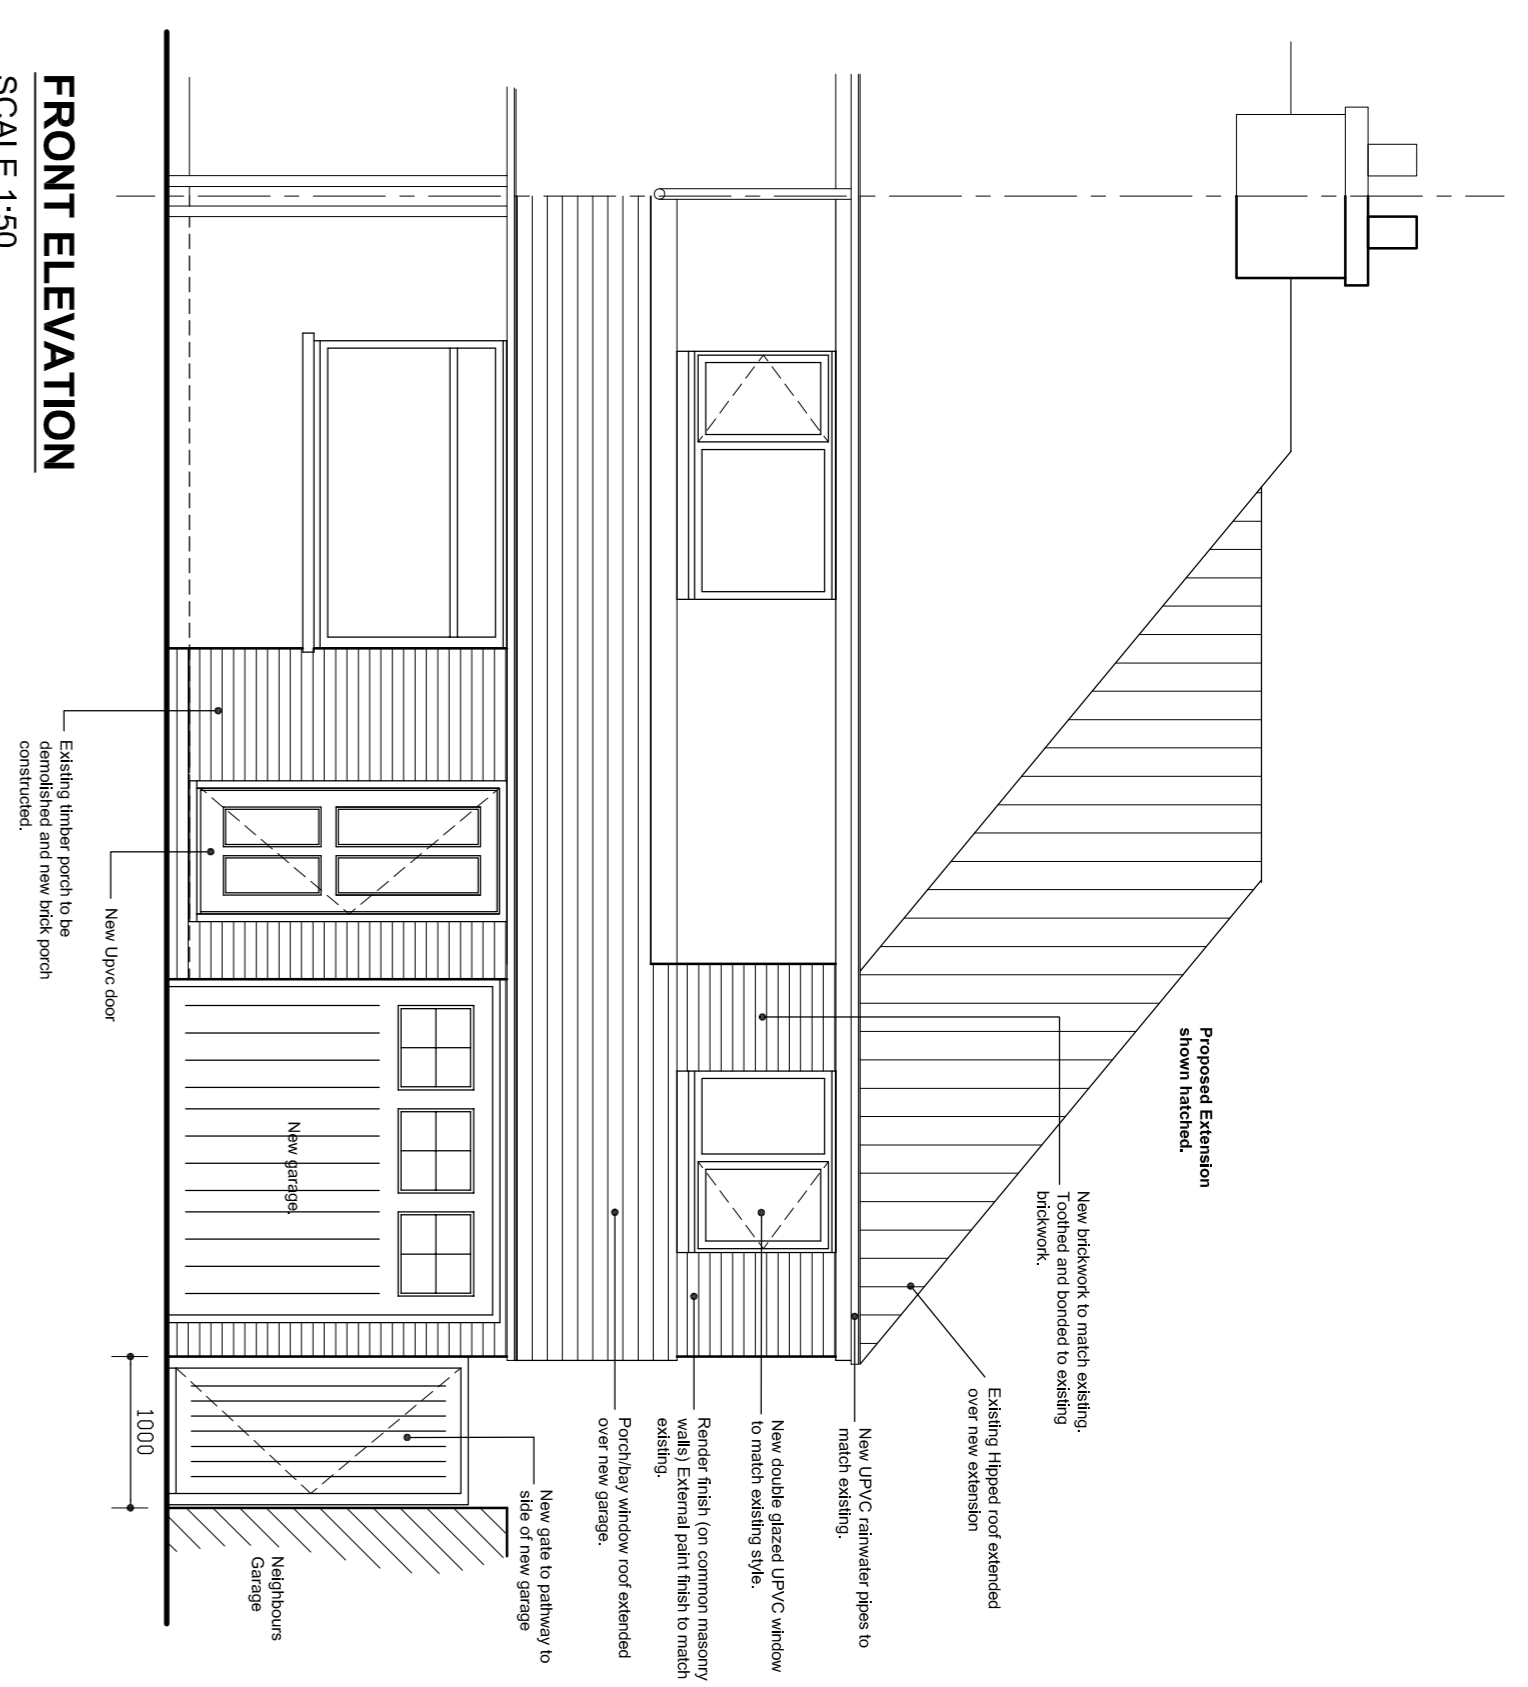 Proposed Extension
shown hatched.
New brickwork to match existing.
Toothed and bonded to existing
brickwork.
Existing Hipped roof extended
over new extension
New UPVC rainwater pipes to
match existing.
New double glazed UPVC window
to match existing style.
Render finish (on common masonry
walls) External paint finish to match
existing.
Porch/bay window roof extended
over new garage.
New gate to pathway to
side of new garage
New garage.
Neighbours
Garage
1000
New Upvc door
Existing timber porch to be
demolished and new brick porch
constructed.
FRONT ELEVATION
SCALE 1:50